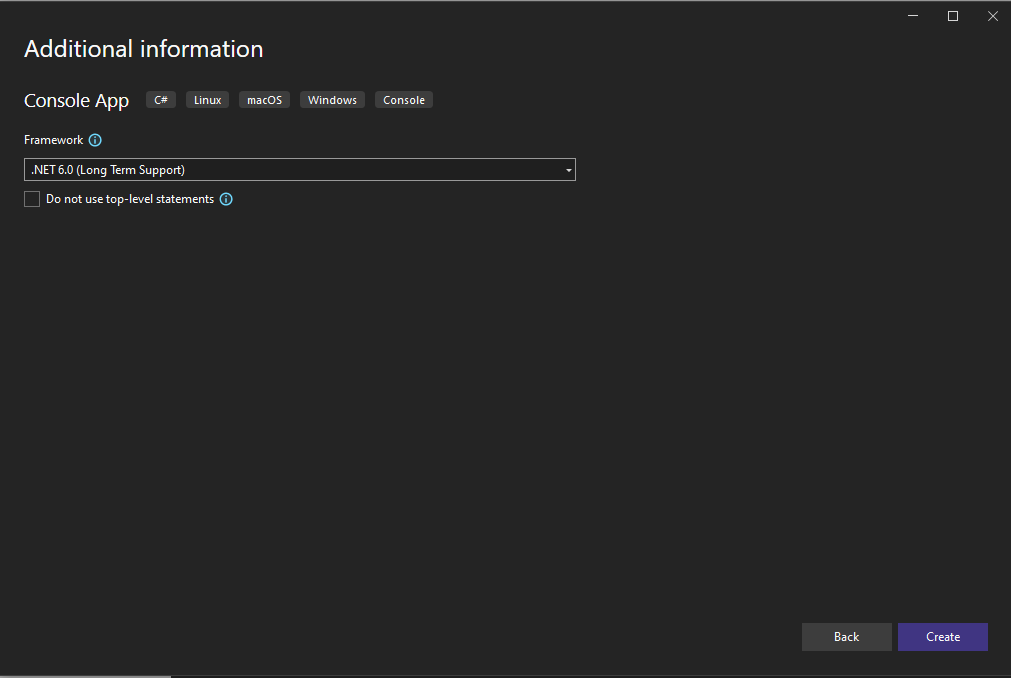 Additional information
Console App C# Linux macOS Windows Console
Framework
.NET 6.0 (Long Term Support)
Do not use top-level statements
Back Create